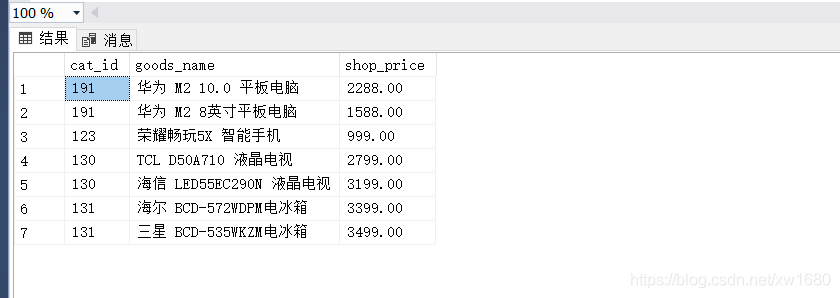 100 %
结果 消息
cat_id goods_name shop_price
1 191 华为 M2 10.0 平板电脑 2288.00
2 191 华为 M2 8英寸平板电脑 1588.00
3 123 荣耀畅玩5X 智能手机 999.00
4 130 TCL D50A710 液晶电视 2799.00
5 130 海信 LED55EC290N 液晶电视 3199.00
6 131 海尔 BCD-572WDPM电冰箱 3399.00
7 131 三星 BCD-535WKZM电冰箱 3499.00
https://blog.csdn.net/xw1680